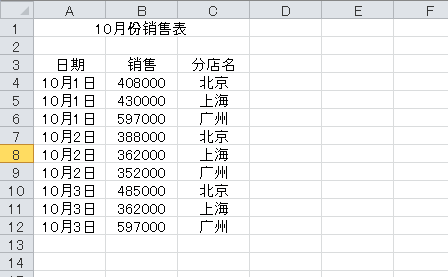 A B C D E F
1 10月份销售表
2
3 日期 销售 分店名
4 10月1日 408000 北京
5 10月1日 430000 上海
6 10月1日 597000 广州
7 10月2日 388000 北京
8 10月2日 362000 上海
9 10月2日 352000 广州
10 10月3日 485000 北京
11 10月3日 362000 上海
12 10月3日 597000 广州
13
14